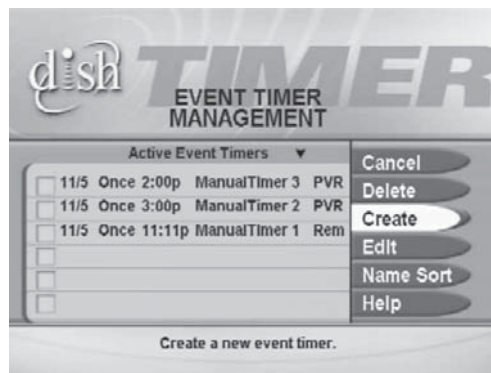 dish
TIMER
EVENT TIMER
MANAGEMENT
Active Event Timers
11/5 Once 2:00p ManualTimer 3 PVR
11/5 Once 3:00p ManualTimer 2 PVR
11/5 Once 11:11p ManualTimer 1 Rem
Cancel
Delete
Create
Edit
Name Sort
Help
Create a new event timer.